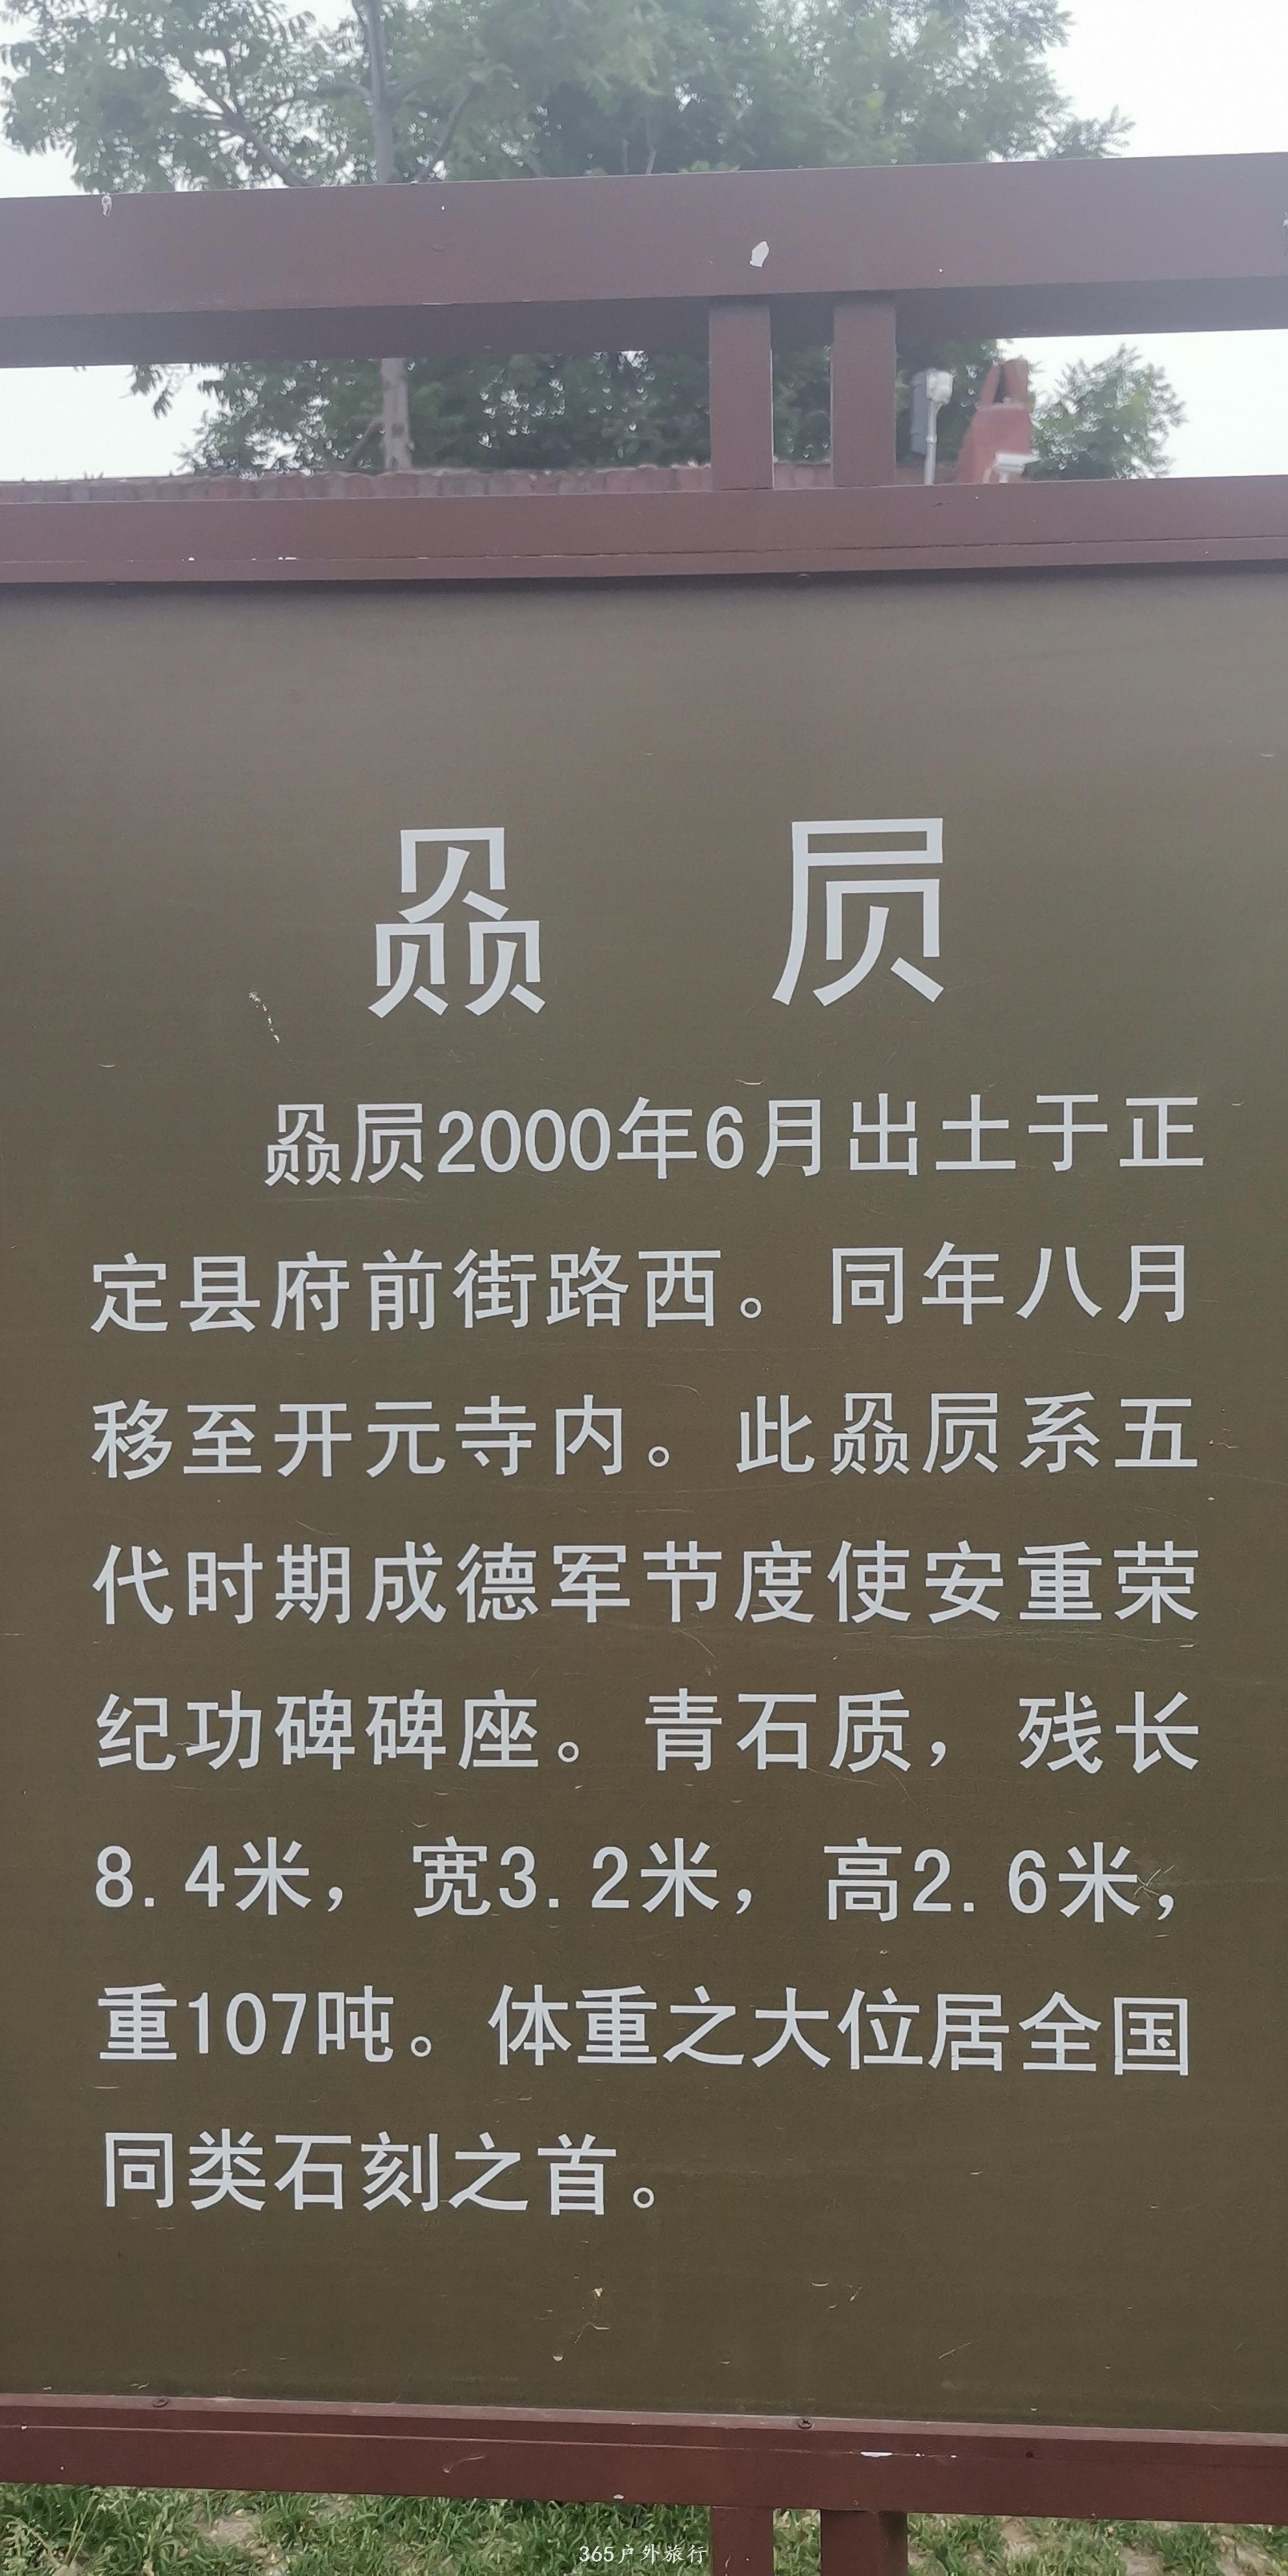 赑屃
赑屃2000年6月出土于正
定县府前街路西。同年八月
移至开元寺内。此赑屃系五
代时期成德军节度使安重荣
纪功碑碑座。青石质，残长
8.4米，宽3.2米，高2.6米，
重107吨。体重之大位居全国
同类石刻之首。
365户外旅行